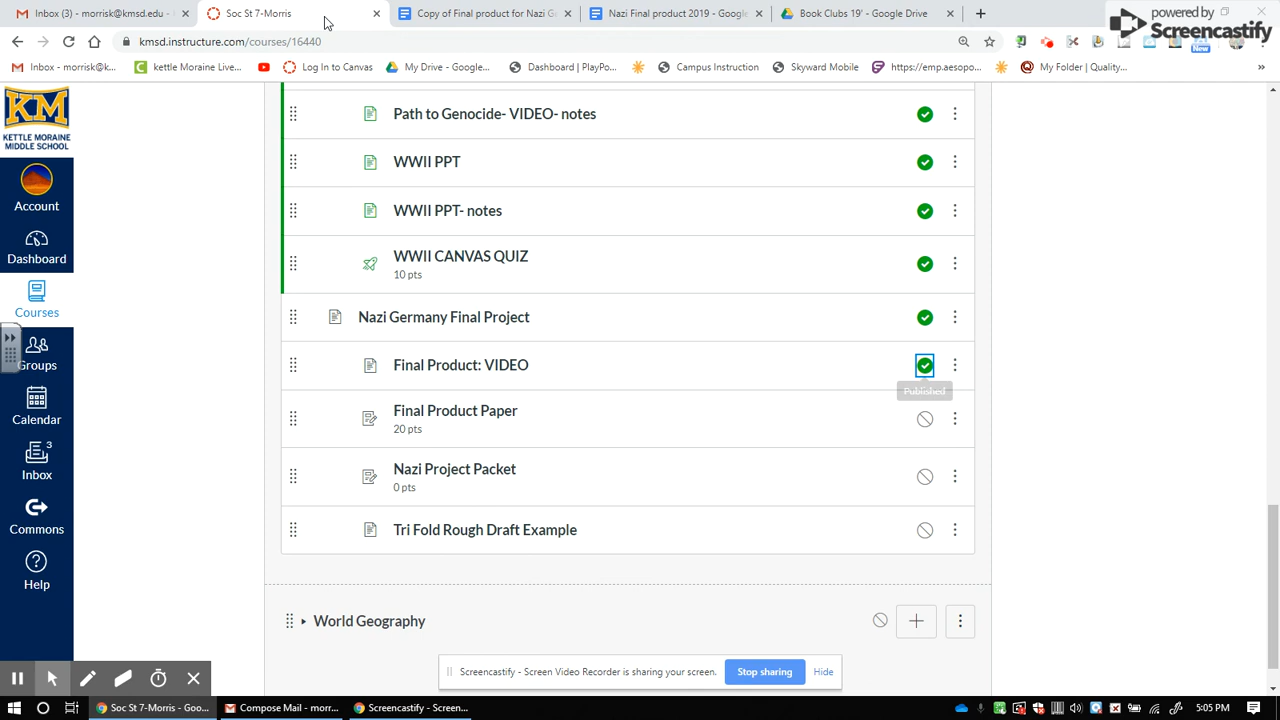 Inbox (3) - morrisk@kmsd.edu -
Soc St 7-Morris
Copy of Final product for Nazi G
Nazi Final product 2019 - Google
Book Clubs 19' - Google Drive
powered by
Screencastify
kmsd.instructure.com/courses/16440
Inbox - morrisk@k...
kettle Moraine Live...
Log In to Canvas
My Drive - Google...
Dashboard | PlayPo...
Campus Instruction
Skyward Mobile
https://emp.aesopo...
My Folder | Quality...
New
KM
KETTLE MORAINE
MIDDLE SCHOOL
Account
Dashboard
Courses
Groups
Calendar
3
Inbox
Commons
Help
Path to Genocide- VIDEO- notes
WWII PPT
WWII PPT- notes
WWII CANVAS QUIZ
10 pts
Nazi Germany Final Project
Final Product: VIDEO
Published
Final Product Paper
20 pts
Nazi Project Packet
0 pts
Tri Fold Rough Draft Example
World Geography
Screencastify - Screen Video Recorder is sharing your screen.
Stop sharing
Hide
Soc St 7-Morris - Goo...
Compose Mail - morr...
Screencastify - Screen...
5:05 PM